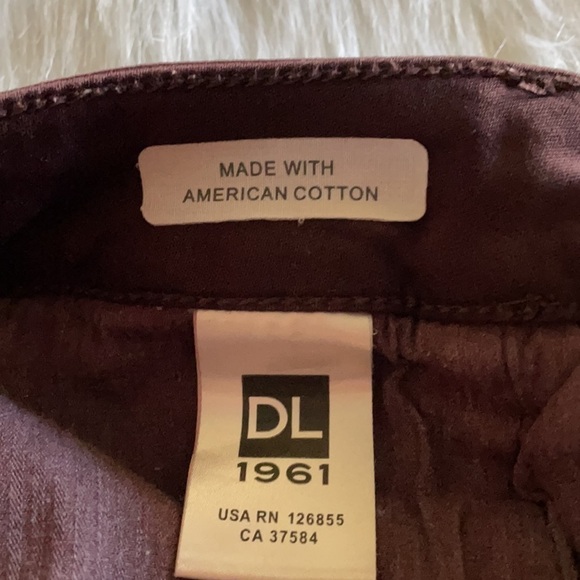 MADE WITH
AMERICAN COTTON
DL
1961
USA RN 126855
CA 37584